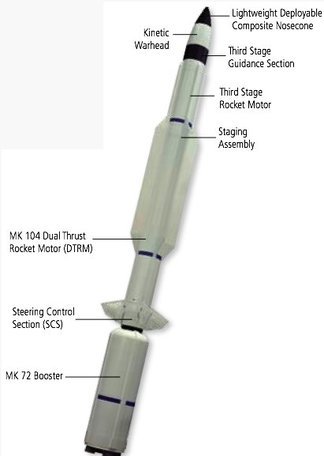 Lightweight Deployable
Composite Nosecone
Kinetic
Warhead
Third Stage
Guidance Section
Third Stage
Rocket Motor
Staging
Assembly
MK 104 Dual Thrust
Rocket Motor (DTRM)
Steering Control
Section (SCS)
MK 72 Booster